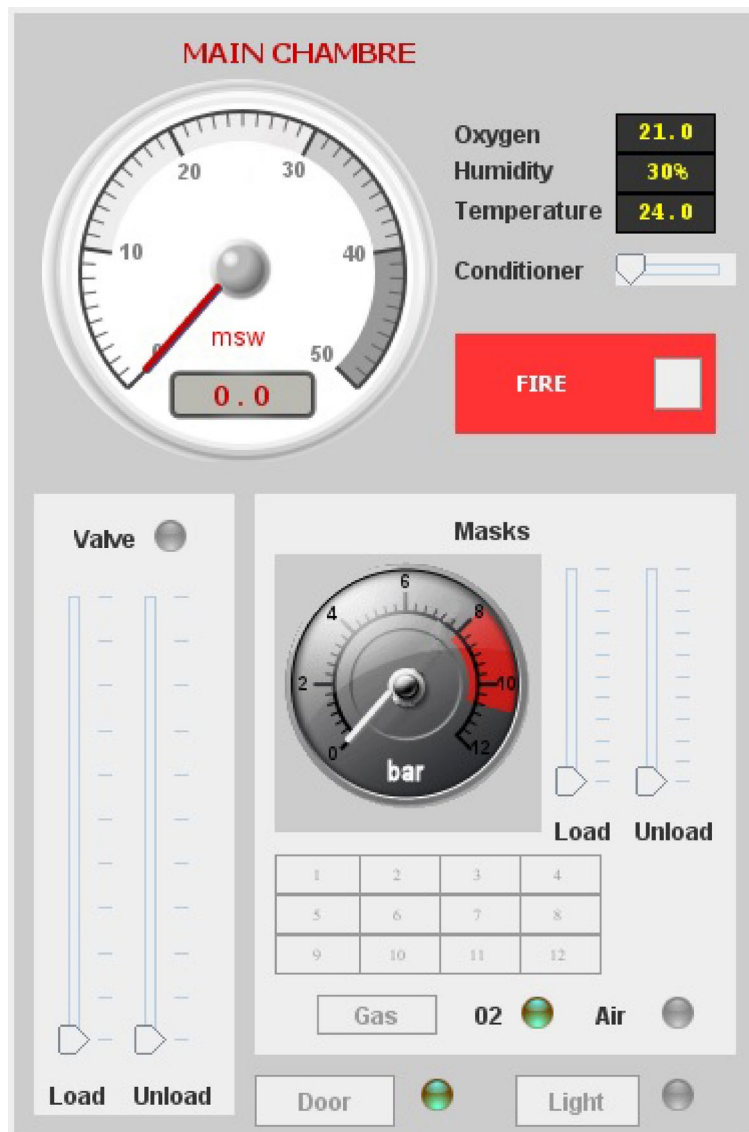 MAIN CHAMBRE
20
30
10
40
0
50
msw
0.0
Oxygen 21.0
Humidity 30%
Temperature 24.0
Conditioner
FIRE
Valve
Load Unload
Masks
6
4
8
2
10
0
12
bar
Load Unload
1 2 3 4
5 6 7 8
9 10 11 12
Gas O2 Air
Door Light